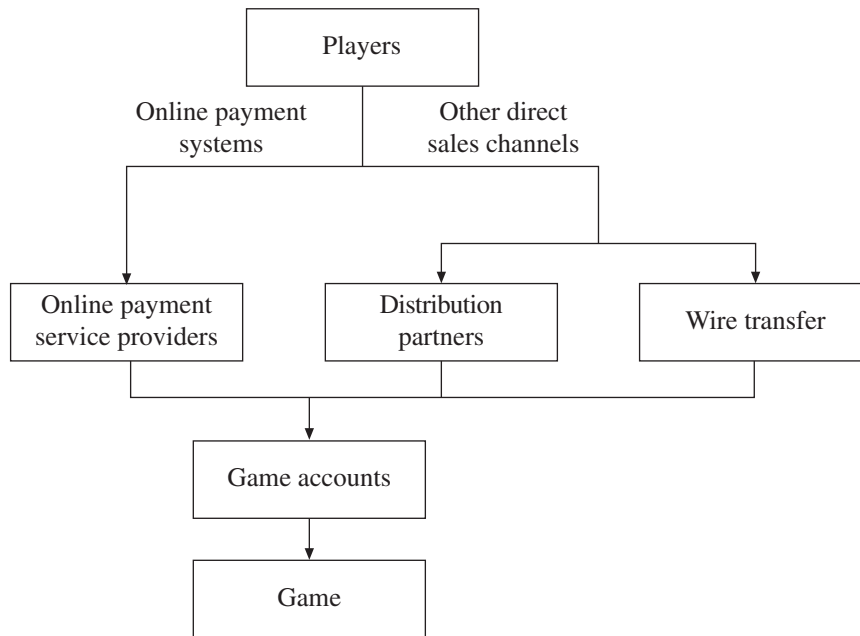 Players
Online payment
systems
Other direct
sales channels
Online payment
service providers
Distribution
partners
Wire transfer
Game accounts
Game